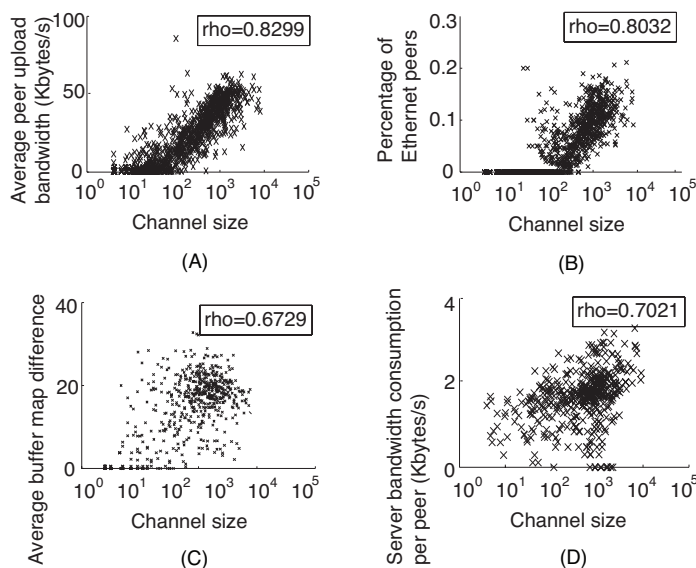 rho=0.8299
Average peer upload
bandwidth (Kbytes/s)
100
50
0
10^0 10^1 10^2 10^3 10^4 10^5
Channel size
(A)
rho=0.8032
Percentage of
Ethernet peers
0.3
0.2
0.1
0
10^0 10^1 10^2 10^3 10^4 10^5
Channel size
(B)
rho=0.6729
Average buffer map difference
40
20
0
10^0 10^1 10^2 10^3 10^4 10^5
Channel size
(C)
rho=0.7021
Server bandwidth consumption
per peer (Kbytes/s)
4
2
0
10^0 10^1 10^2 10^3 10^4 10^5
Channel size
(D)